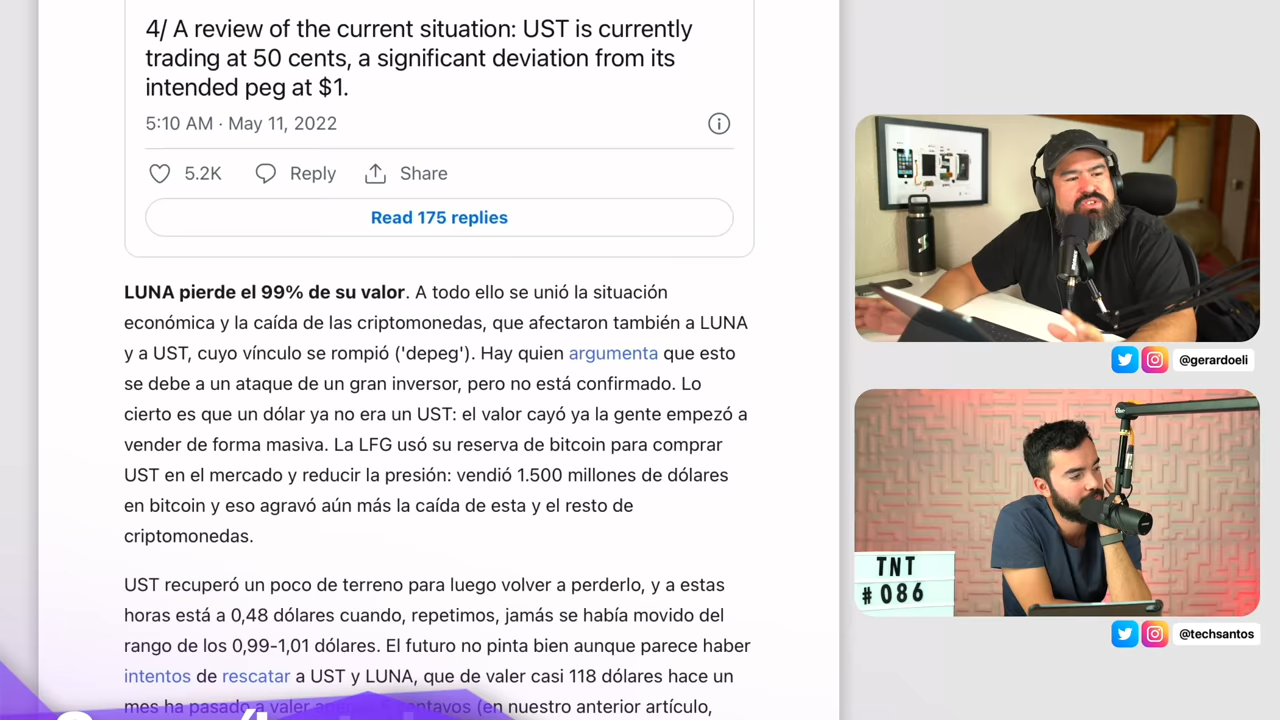 4/ A review of the current situation: UST is currently
trading at 50 cents, a significant deviation from its
intended peg at $1.
5:10 AM · May 11, 2022
5.2K
Reply
Share
Read 175 replies
LUNA pierde el 99% de su valor. A todo ello se unió la situación
económica y la caída de las criptomonedas, que afectaron también a LUNA
y a UST, cuyo vínculo se rompió ('depeg'). Hay quien argumenta que esto
se debe a un ataque de un gran inversor, pero no está confirmado. Lo
cierto es que un dólar ya no era un UST: el valor cayó ya la gente empezó a
vender de forma masiva. La LFG usó su reserva de bitcoin para comprar
UST en el mercado y reducir la presión: vendió 1.500 millones de dólares
en bitcoin y eso agravó aún más la caída de esta y el resto de
criptomonedas.
UST recuperó un poco de terreno para luego volver a perderlo, y a estas
horas está a 0,48 dólares cuando, repetimos, jamás se había movido del
rango de los 0,99-1,01 dólares. El futuro no pinta bien aunque parece haber
intentos de rescatar a UST y LUNA, que de valer casi 118 dólares hace un
mes ha pasado a valer (en nuestro anterior artículo,
@gerardoeli
TNT
#086
@techsantos